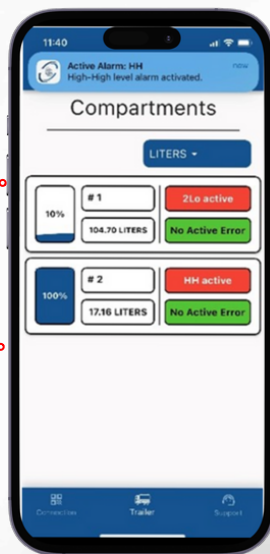 11:40
Active Alarm: HH
now
High-High level alarm activated.
Compartments
LITERS
10%
# 1
2Lo active
104.70 LITERS
No Active Error
100%
# 2
HH active
17.16 LITERS
No Active Error
Connection
Trailer
Support